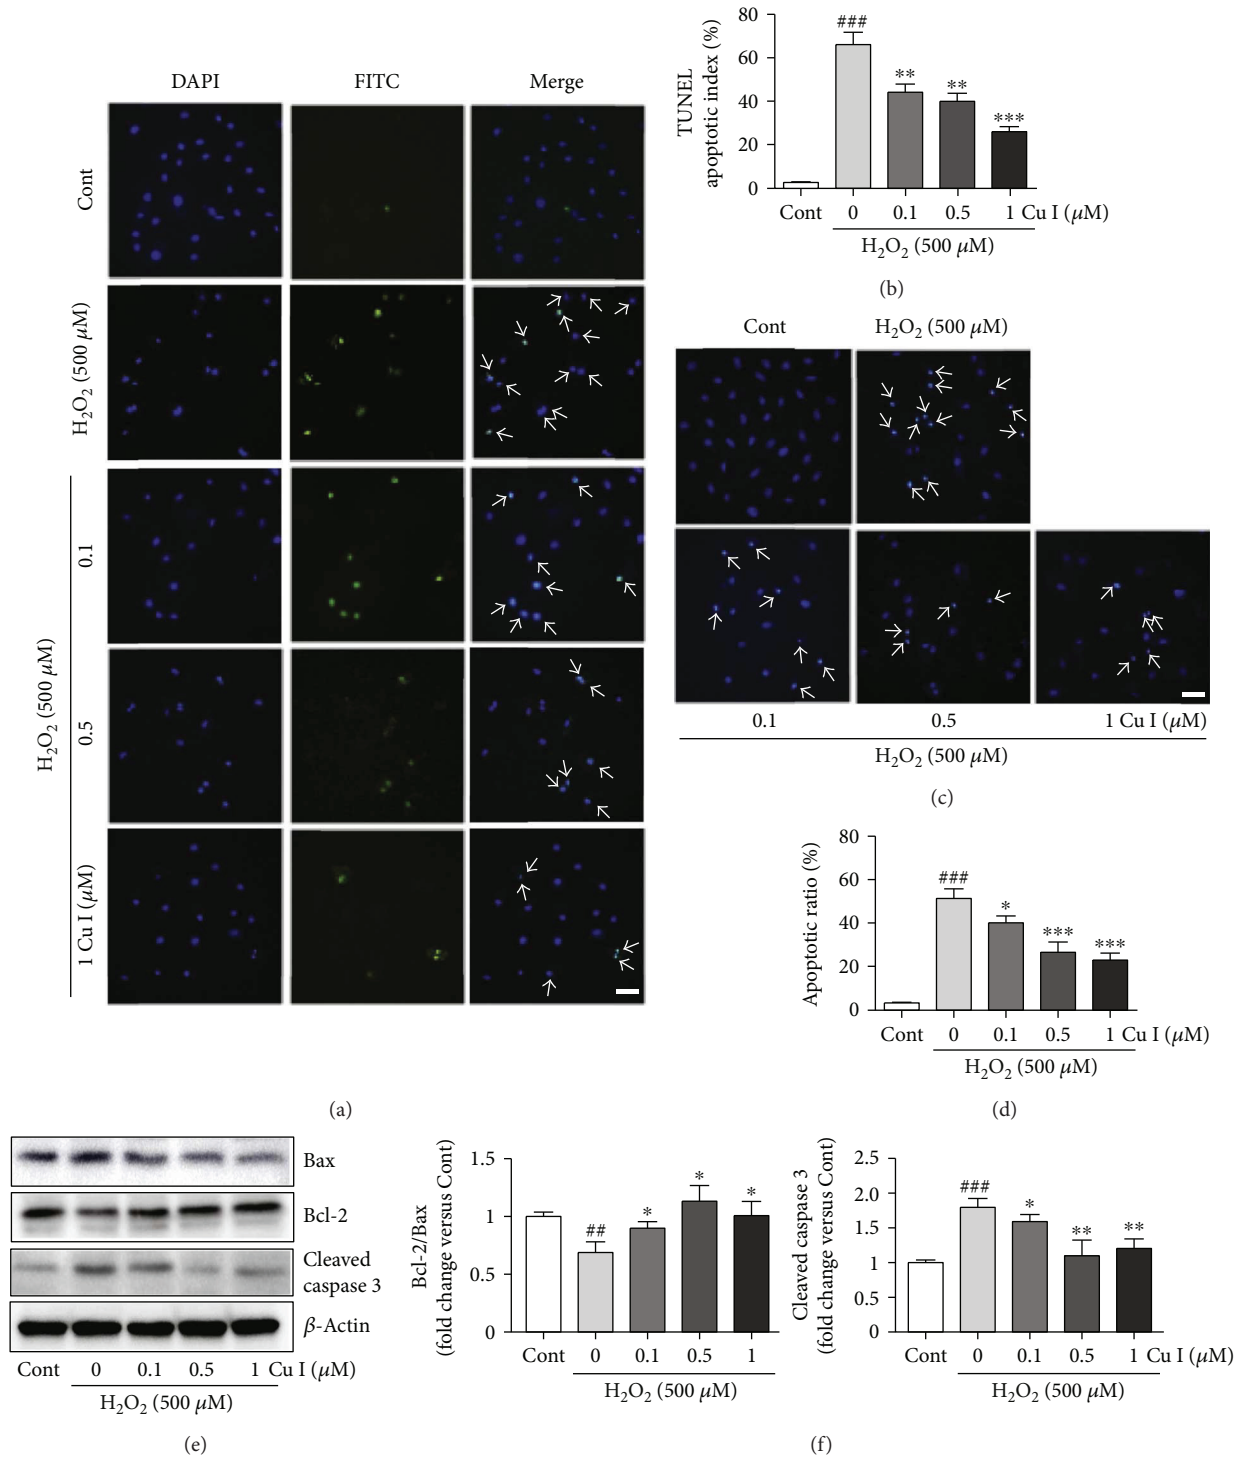 DAPI FITC Merge
Cont
H₂O₂ (500 μM)
0.1
0.5
1 Cu I (μM)
H₂O₂ (500 μM)
(a)
TUNEL
apoptotic index (%)
80
60
40
20
0
###
**
**
***
Cont 0 0.1 0.5 1 Cu I (μM)
H₂O₂ (500 μM)
(b)
Cont H₂O₂ (500 μM)
0.1 0.5 1 Cu I (μM)
H₂O₂ (500 μM)
(c)
Apoptotic ratio (%)
80
60
40
20
0
###
*
***
***
Cont 0 0.1 0.5 1 Cu I (μM)
H₂O₂ (500 μM)
(d)
Bax
Bcl-2
Cleaved
caspase 3
β-Actin
Cont 0 0.1 0.5 1 Cu I (μM)
H₂O₂ (500 μM)
(e)
Bcl-2/Bax
(fold change versus Cont)
1.5
1
0.5
0
##
*
*
*
Cont 0 0.1 0.5 1
H₂O₂ (500 μM)
Cleaved caspase 3
(fold change versus Cont)
2.5
2.0
1.5
1
0.5
0
###
*
**
**
Cont 0 0.1 0.5 1 Cu I (μM)
H₂O₂ (500 μM)
(f)